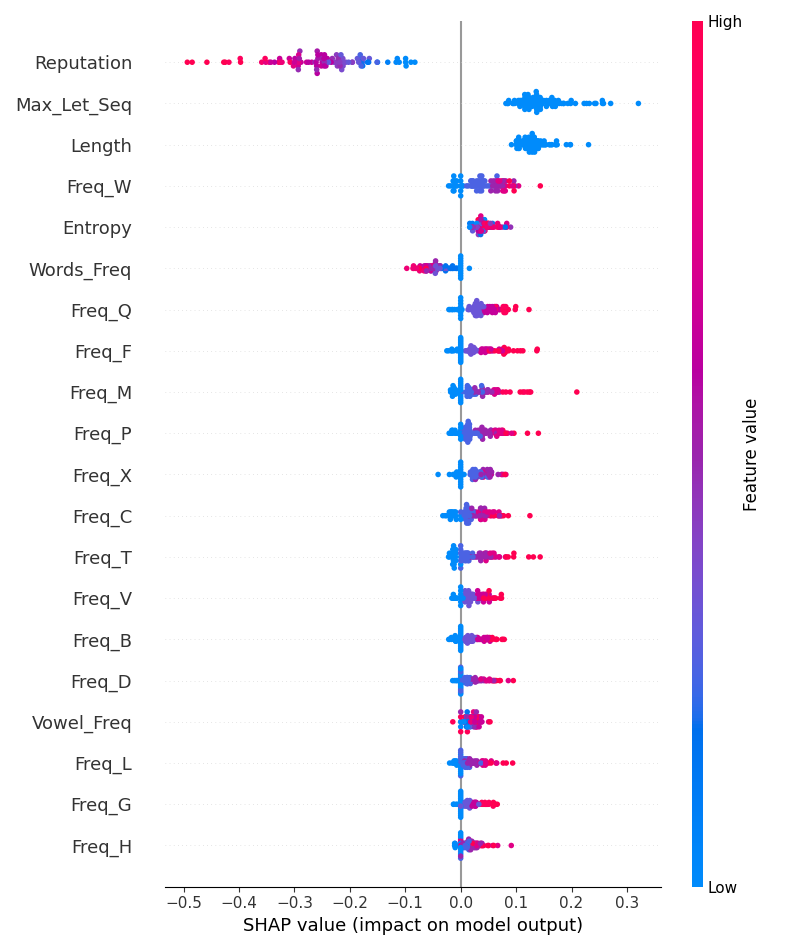 High
Reputation
Max_Let_Seq
Length
Freq_W
Entropy
Words_Freq
Freq_Q
Freq_F
Freq_M
Freq_P
Freq_X
Freq_C
Freq_T
Freq_V
Freq_B
Freq_D
Vowel_Freq
Freq_L
Freq_G
Freq_H
Feature value
Low
−0.5 −0.4 −0.3 −0.2 −0.1 0.0 0.1 0.2 0.3
SHAP value (impact on model output)